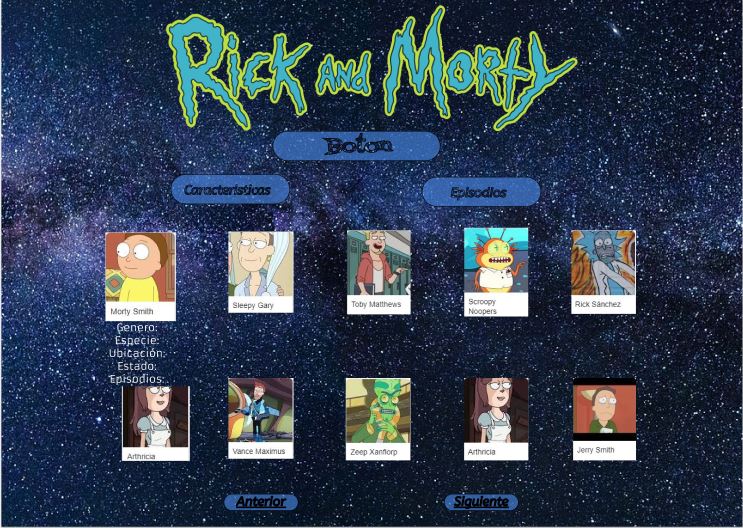 Rick and Morty
Boton
Caracteristicas
Episodios
Morty Smith
Sleepy Gary
Toby Matthews
Scroopy
Noopers
Rick Sánchez
Genero:
Especie:
Ubicación:
Estado:
Episodios:
Arthricia
Vance Maximus
Zeep Xanflorp
Arthricia
Jerry Smith
Anterior
Siguiente